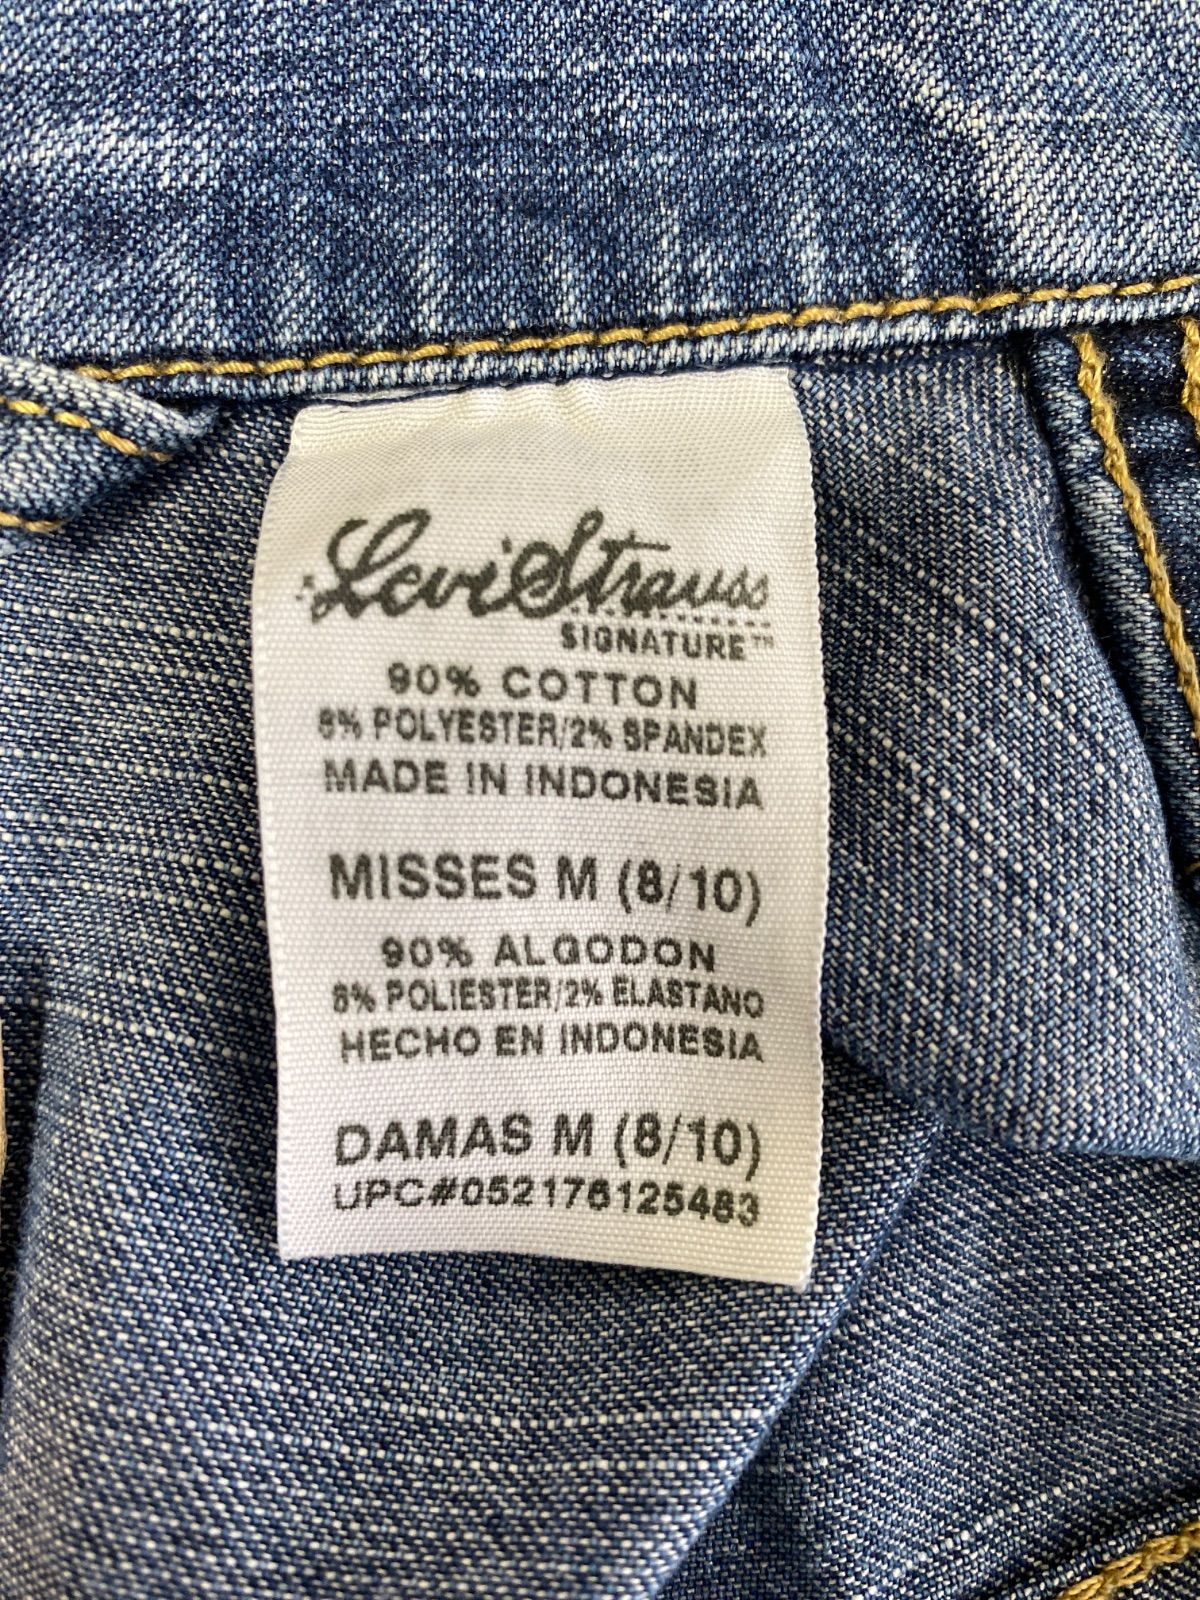 Levi Strauss
SIGNATURE™
90% COTTON
8% POLYESTER/2% SPANDEX
MADE IN INDONESIA
MISSES M (8/10)
90% ALGODON
8% POLIESTER/2% ELASTANO
HECHO EN INDONESIA
DAMAS M (8/10)
UPC#052176125483